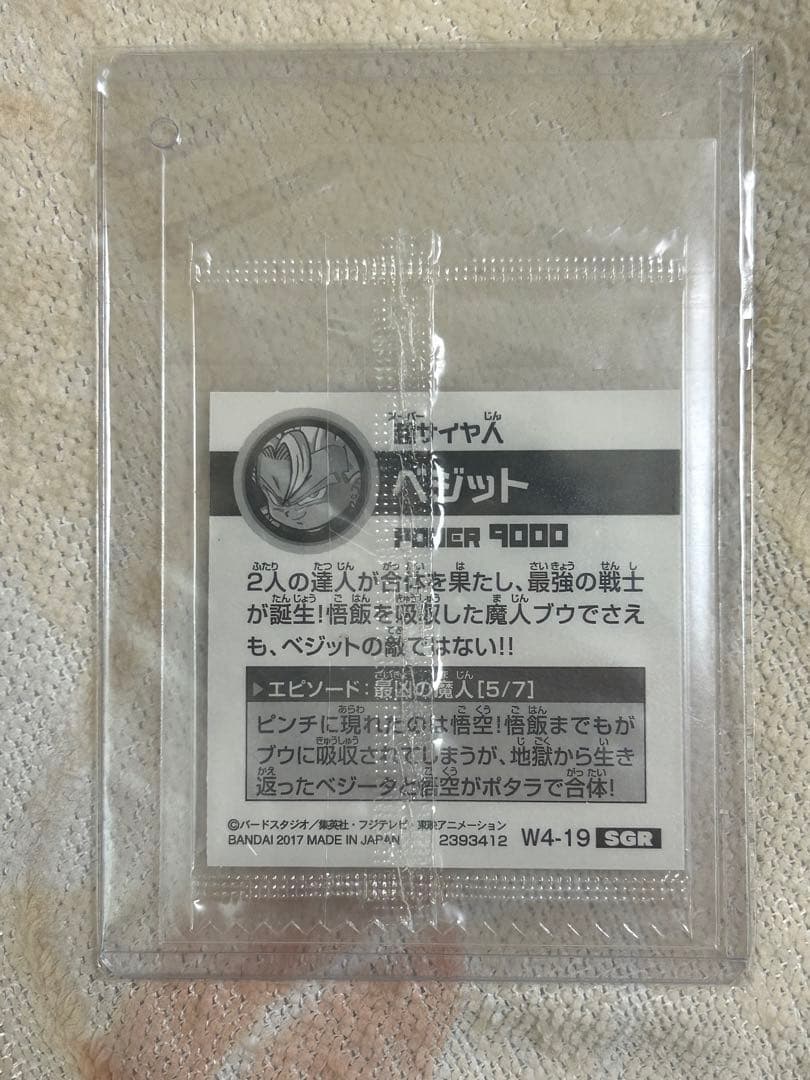 超サイヤ人
ベジット
POWER 9000
2人の達人が合体を果たし、最強の戦士
が誕生!悟飯を吸収した魔人ブウでさえ
も、ベジットの敵ではない!!
▶エピソード:最凶の魔人[5/7]
ピンチに現れたのは悟空!悟飯までもが
ブウに吸収されてしまうが、地獄から生き
返ったベジータと悟空がポタラで合体!
©バードスタジオ/集英社・フジテレビ・東映アニメーション
BANDAI 2017 MADE IN JAPAN 2393412 W4-19 SGR